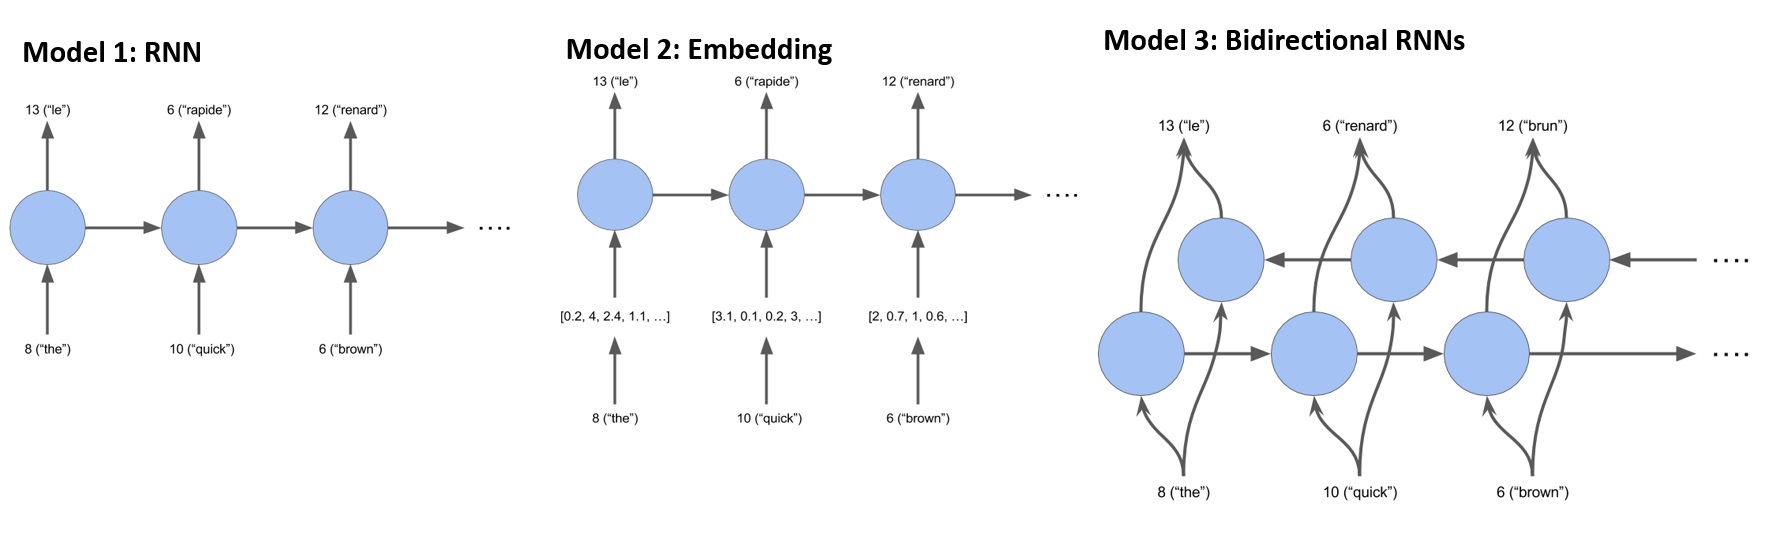 Model 1: RNN
13 (“le”)
6 (“rapide”)
12 (“renard”)
....
8 (“the”)
10 (“quick”)
6 (“brown”)
Model 2: Embedding
13 (“le”)
6 (“rapide”)
12 (“renard”)
....
[0.2, 4, 2.4, 1.1, …]
[3.1, 0.1, 0.2, 3, …]
[2, 0.7, 1, 0.6, …]
8 (“the”)
10 (“quick”)
6 (“brown”)
Model 3: Bidirectional RNNs
13 (“le”)
6 (“renard”)
12 (“brun”)
....
....
8 (“the”)
10 (“quick”)
6 (“brown”)